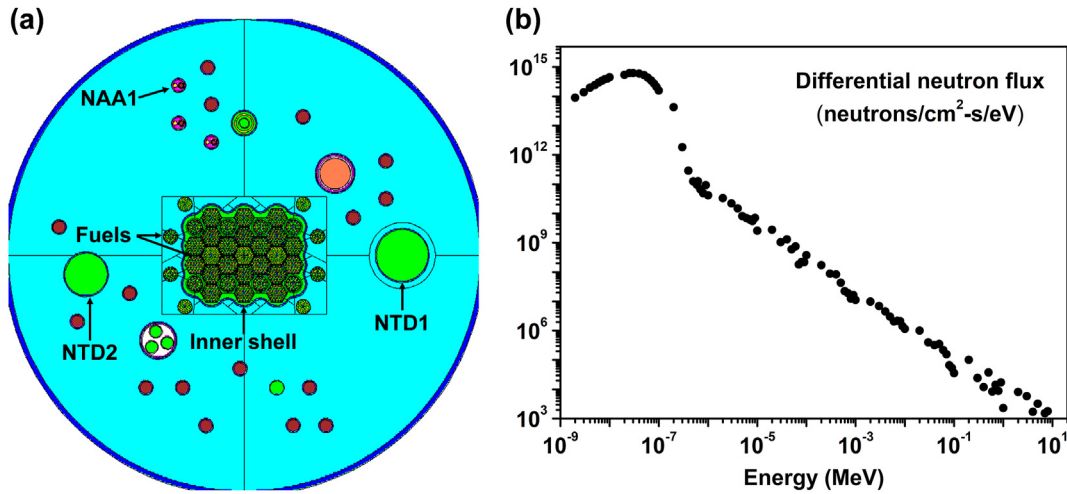 (a)
NAA1
Fuels
NTD2
Inner shell
NTD1
(b)
Differential neutron flux
(neutrons/cm²-s/eV)
10¹⁵
10¹²
10⁹
10⁶
10³
10⁻⁹ 10⁻⁷ 10⁻⁵ 10⁻³ 10⁻¹ 10¹
Energy (MeV)